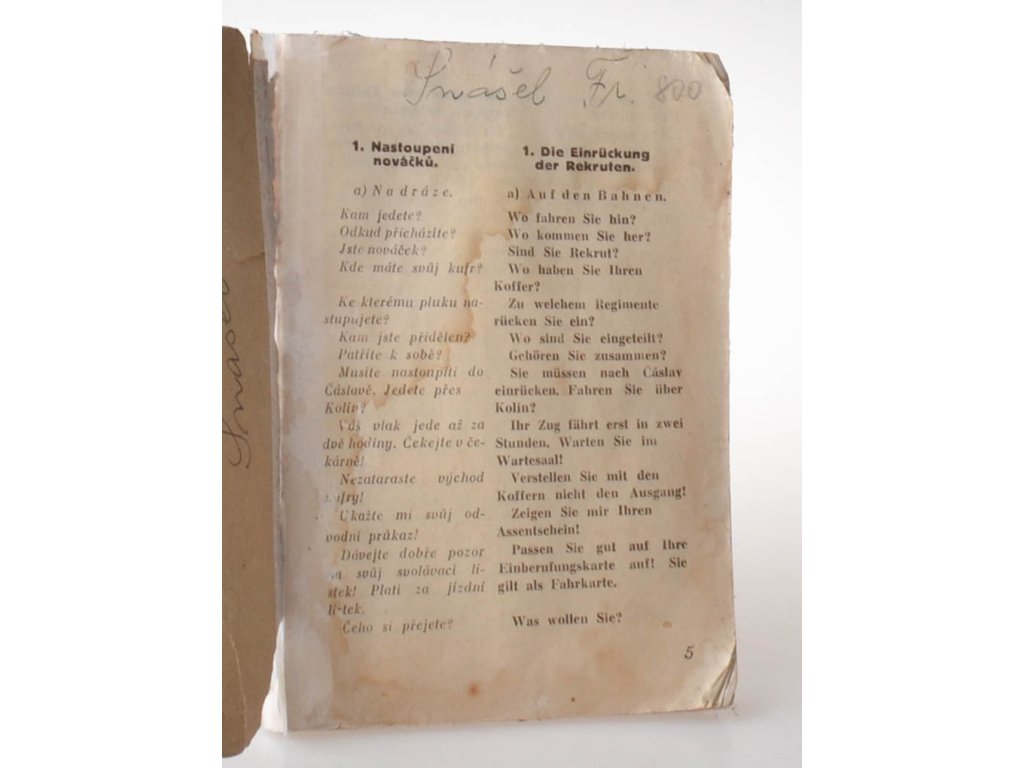 Snášel Fr. 800
Snášel
1. Nastoupení
nováčků.
a) Na dráze.
Kam jedete?
Odkud přicházíte?
Jste nováček?
Kde máte svůj kufr?
Ke kterému pluku na-
stupujete?
Kam jste přidělen?
Patříte k sobě?
Musíte nastoupiti do
Čáslavě. Jedete přes
Kolín?
Váš vlak jede až za
dvě hodiny. Čekejte v če-
kárně!
Nezataraste východ
kufry!
Ukažte mi svůj od-
vodní průkaz!
Dávejte dobře pozor
na svůj svolávací lí-
stek! Platí za jízdní
lístek.
Čeho si přejete?
1. Die Einrückung
der Rekruten.
a) Auf den Bahnen.
Wo fahren Sie hin?
Wo kommen Sie her?
Sind Sie Rekrut?
Wo haben Sie Ihren
Koffer?
Zu welchem Regimente
rücken Sie ein?
Wo sind Sie eingeteilt?
Gehören Sie zusammen?
Sie müssen nach Čáslav
einrücken. Fahren Sie über
Kolín?
Ihr Zug fährt erst in zwei
Stunden. Warten Sie im
Wartesaal!
Verstellen Sie mit den
Koffern nicht den Ausgang!
Zeigen Sie mir Ihren
Assentschein!
Passen Sie gut auf Ihre
Einberufungskarte auf! Sie
gilt als Fahrkarte.
Was wollen Sie?
5